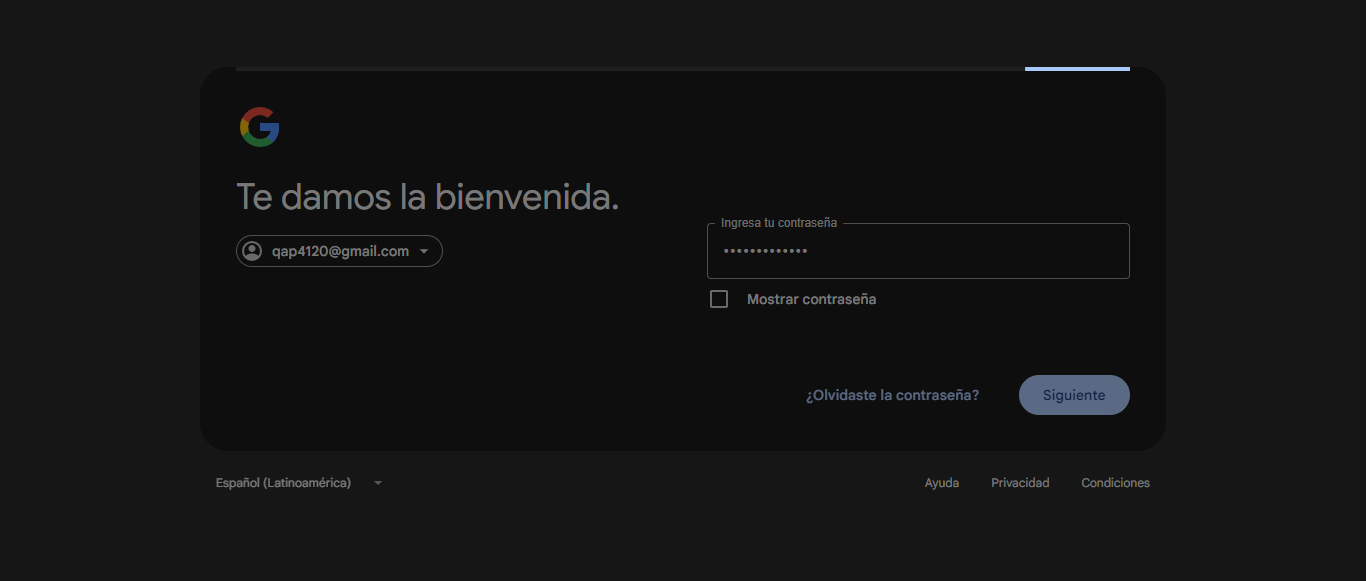 Te damos la bienvenida.
qap4120@gmail.com
Ingresa tu contraseña
•••••••••••••
Mostrar contraseña
¿Olvidaste la contraseña?
Siguiente
Español (Latinoamérica)
Ayuda
Privacidad
Condiciones